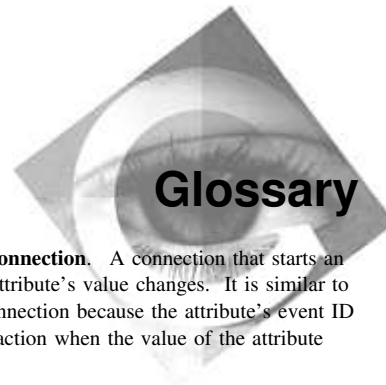 Glossary
onnection. A connection that starts an
ttribute's value changes. It is similar to
nnection because the attribute's event ID
action when the value of the attribute